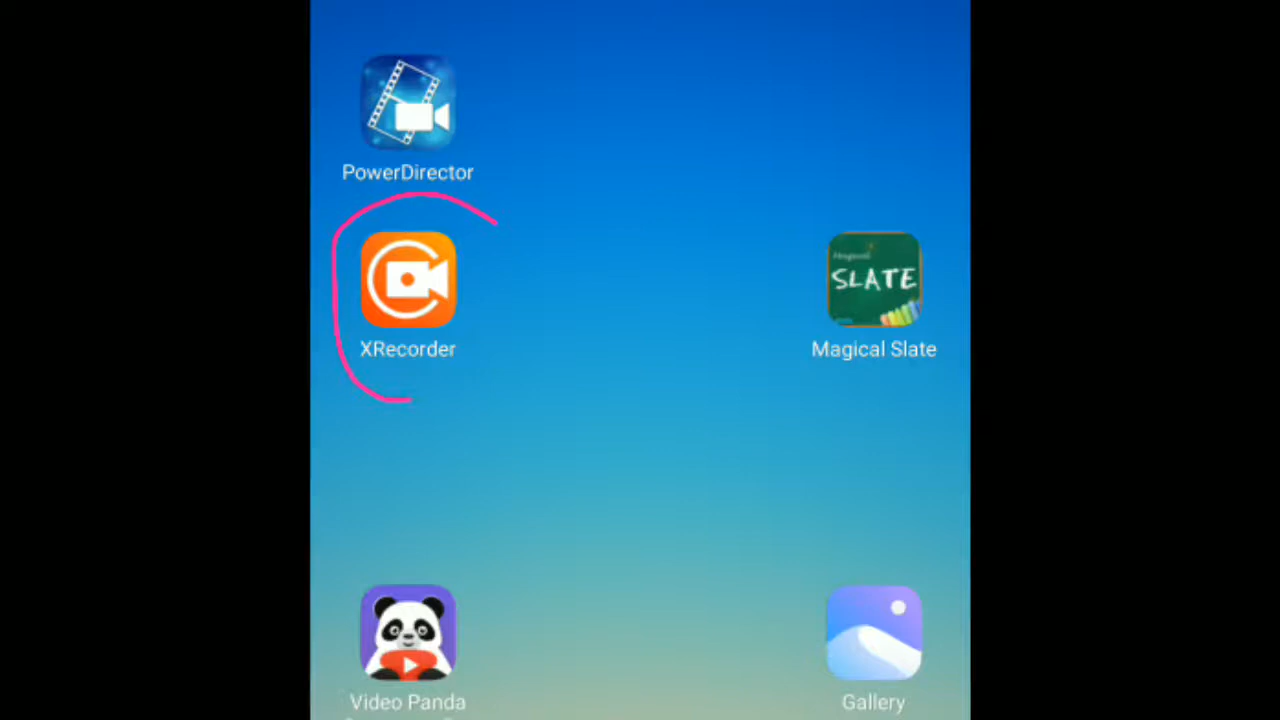 PowerDirector
SLATE
XRecorder
Magical Slate
Video Panda
Gallery